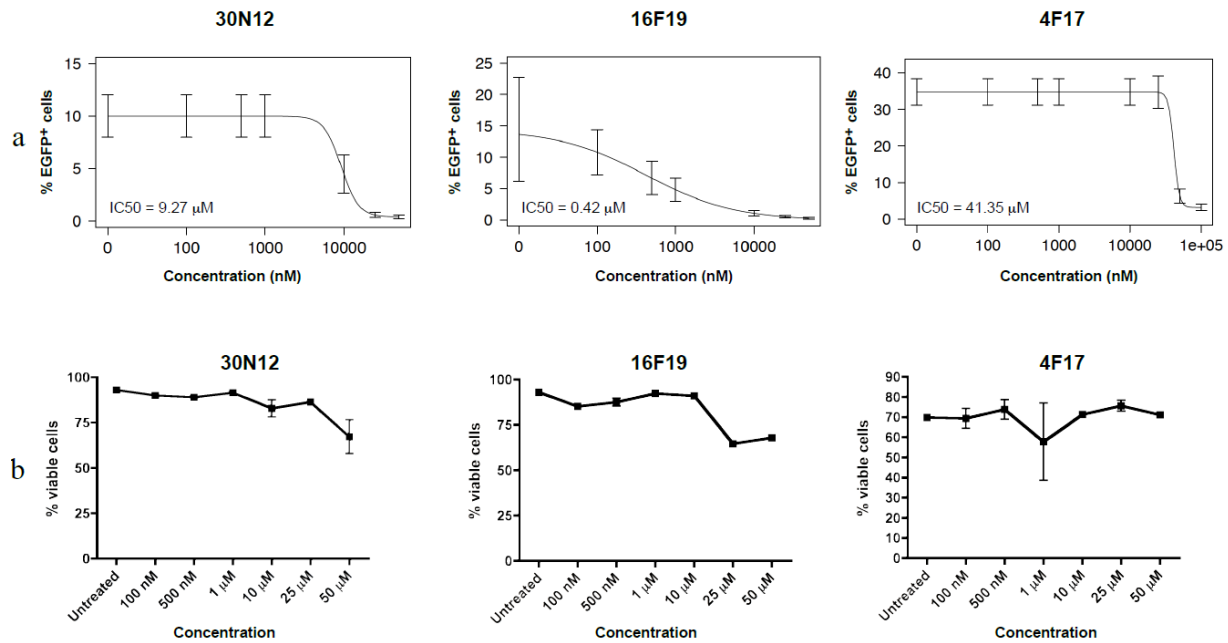 30N12
16F19
4F17
a
% EGFP+ cells
15
10
5
0
IC50 = 9.27 µM
0
100
1000
10000
Concentration (nM)
% EGFP+ cells
25
20
15
10
5
0
IC50 = 0.42 µM
0
100
1000
10000
Concentration (nM)
% EGFP+ cells
40
30
20
10
0
IC50 = 41.35 µM
0
100
1000
10000
1e+05
Concentration (nM)
30N12
16F19
4F17
b
% viable cells
100
75
50
25
0
Untreated
100 nM
500 nM
1 µM
10 µM
25 µM
50 µM
Concentration
% viable cells
100
75
50
25
0
Untreated
100 nM
500 nM
1 µM
10 µM
25 µM
50 µM
Concentration
% viable cells
90
80
70
60
50
40
30
20
10
0
Untreated
100 nM
500 nM
1 µM
10 µM
25 µM
50 µM
Concentration